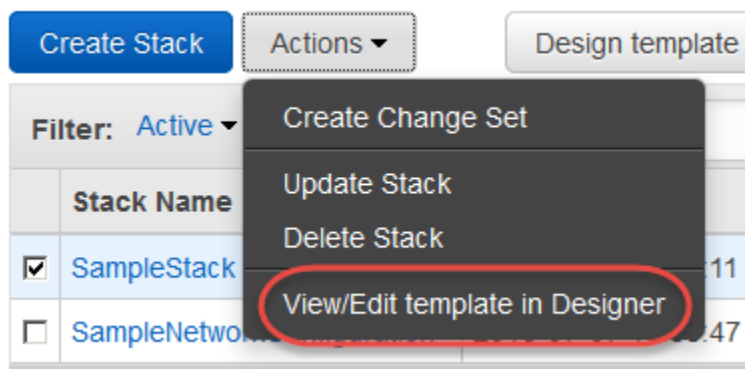 Create Stack Actions Design template
Create Change Set
Filter: Active
Update Stack
Stack Name
Delete Stack
SampleStack :11
View/Edit template in Designer
:47